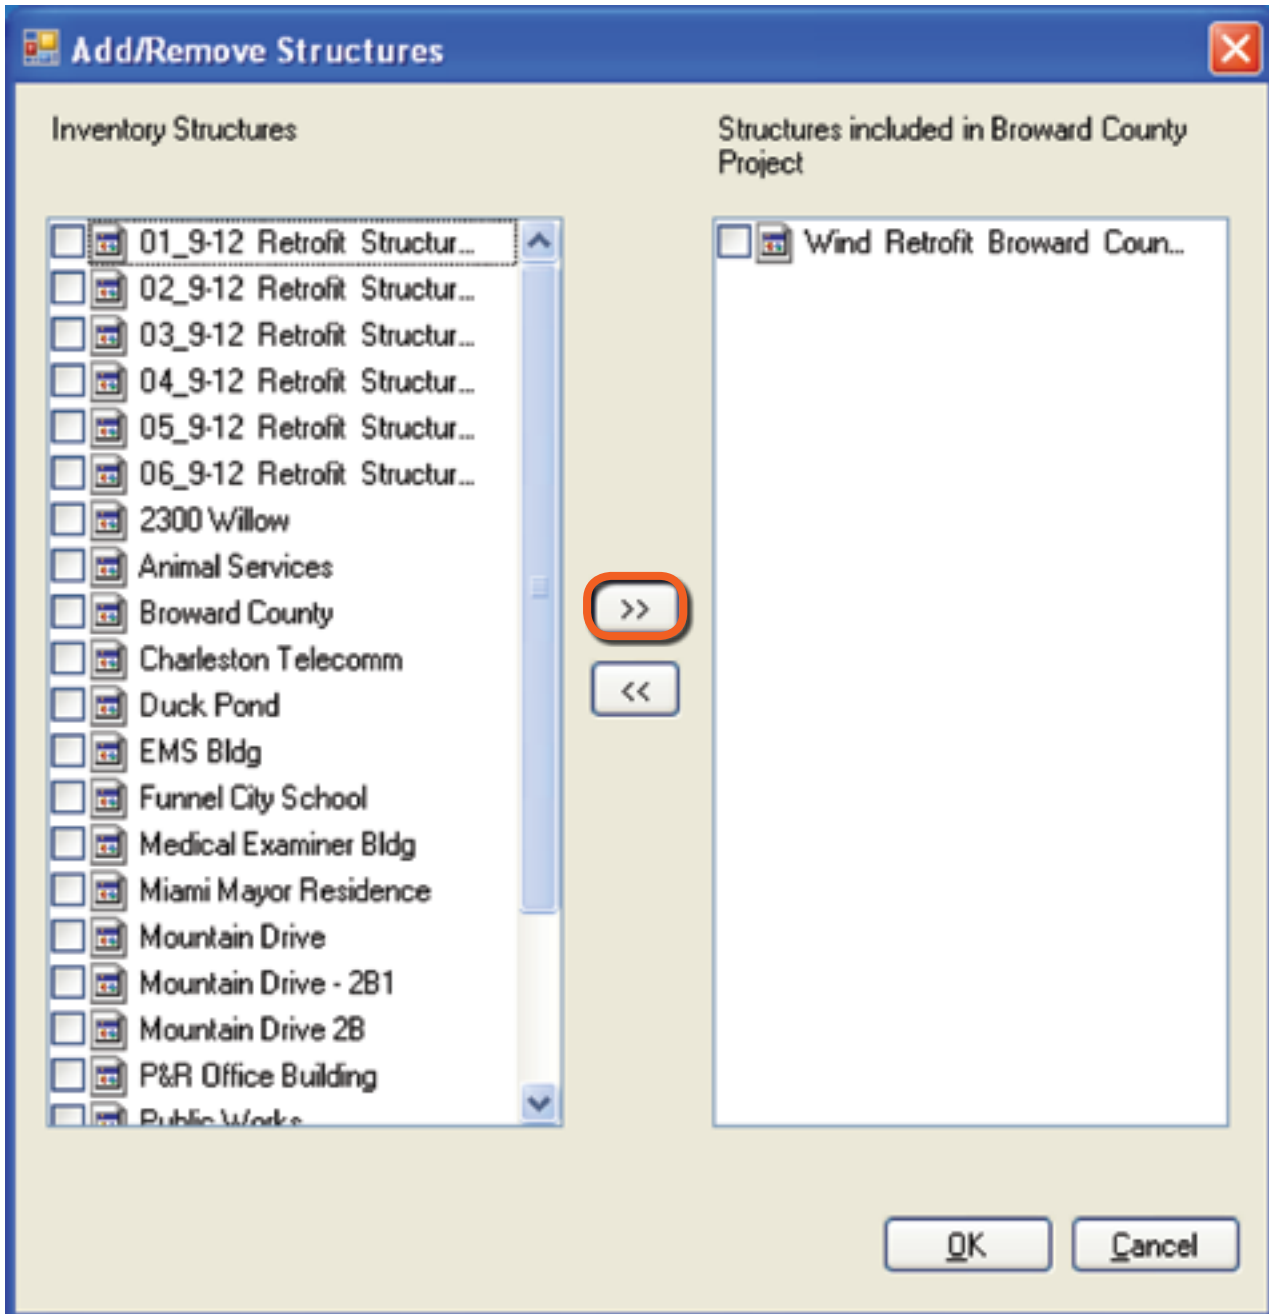 Add/Remove Structures
Inventory Structures
Structures included in Broward County
Project
01_9-12 Retrofit Structur...
02_9-12 Retrofit Structur...
03_9-12 Retrofit Structur...
04_9-12 Retrofit Structur...
05_9-12 Retrofit Structur...
06_9-12 Retrofit Structur...
2300 Willow
Animal Services
Broward County
Charleston Telecomm
Duck Pond
EMS Bldg
Funnel City School
Medical Examiner Bldg
Miami Mayor Residence
Mountain Drive
Mountain Drive - 2B1
Mountain Drive 2B
P&R Office Building
Public Works
>>
<<
Wind Retrofit Broward Coun...
OK
Cancel